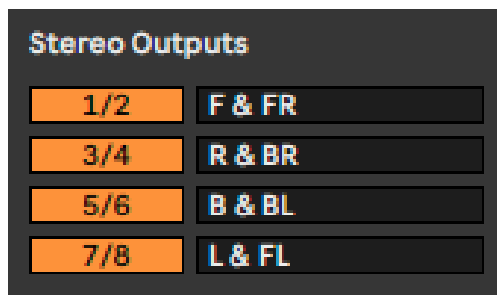 Stereo Outputs
1/2 F & FR
3/4 R & BR
5/6 B & BL
7/8 L & FL